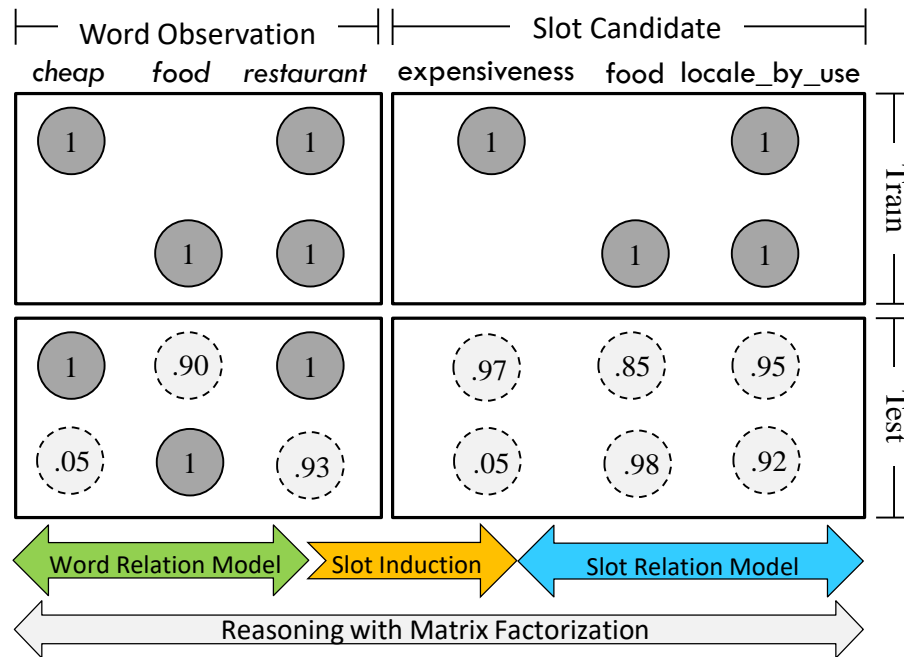 Word Observation Slot Candidate
cheap food restaurant expensiveness food locale_by_use
1 1 1 1
1 1 1 1
Train
1 .90 1 .97 .85 .95
.05 1 .93 .05 .98 .92
Test
Word Relation Model Slot Induction Slot Relation Model
Reasoning with Matrix Factorization